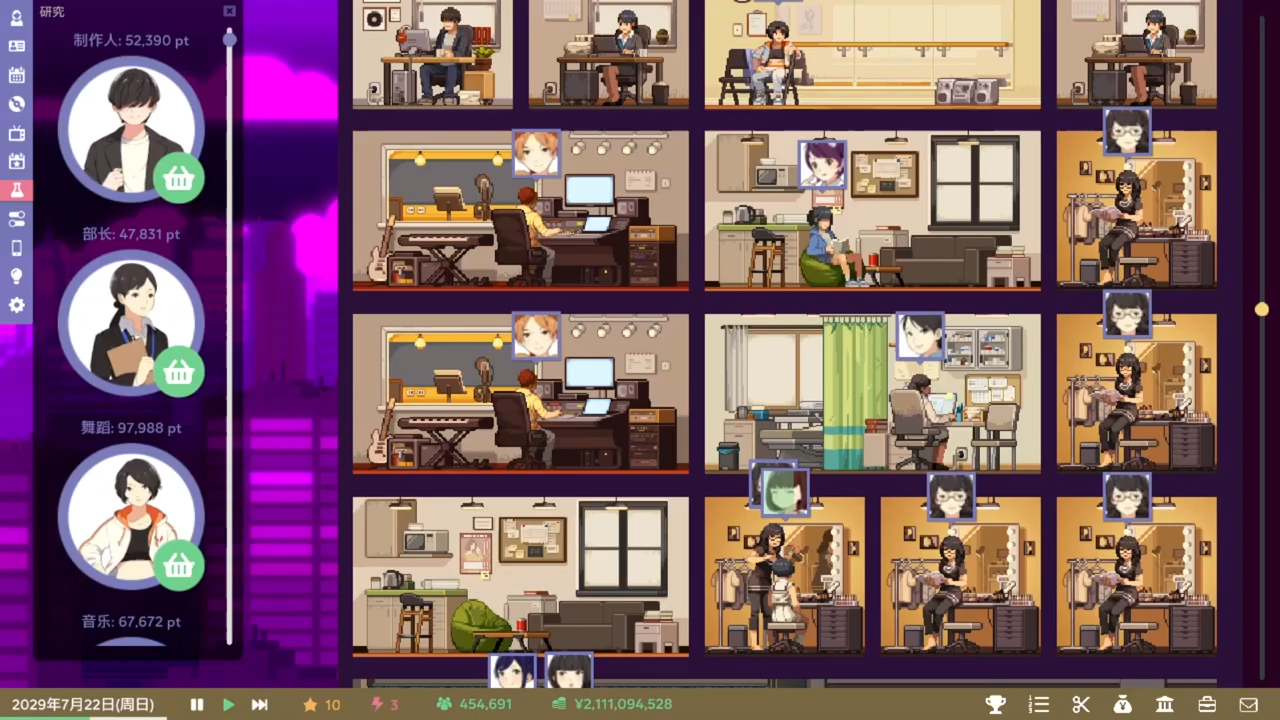 研究
制作人: 52,390 pt
部长: 47,831 pt
舞蹈: 97,988 pt
音乐: 67,672 pt
2029年7月22日(周日)
10
3
454,691
¥2,111,094,528